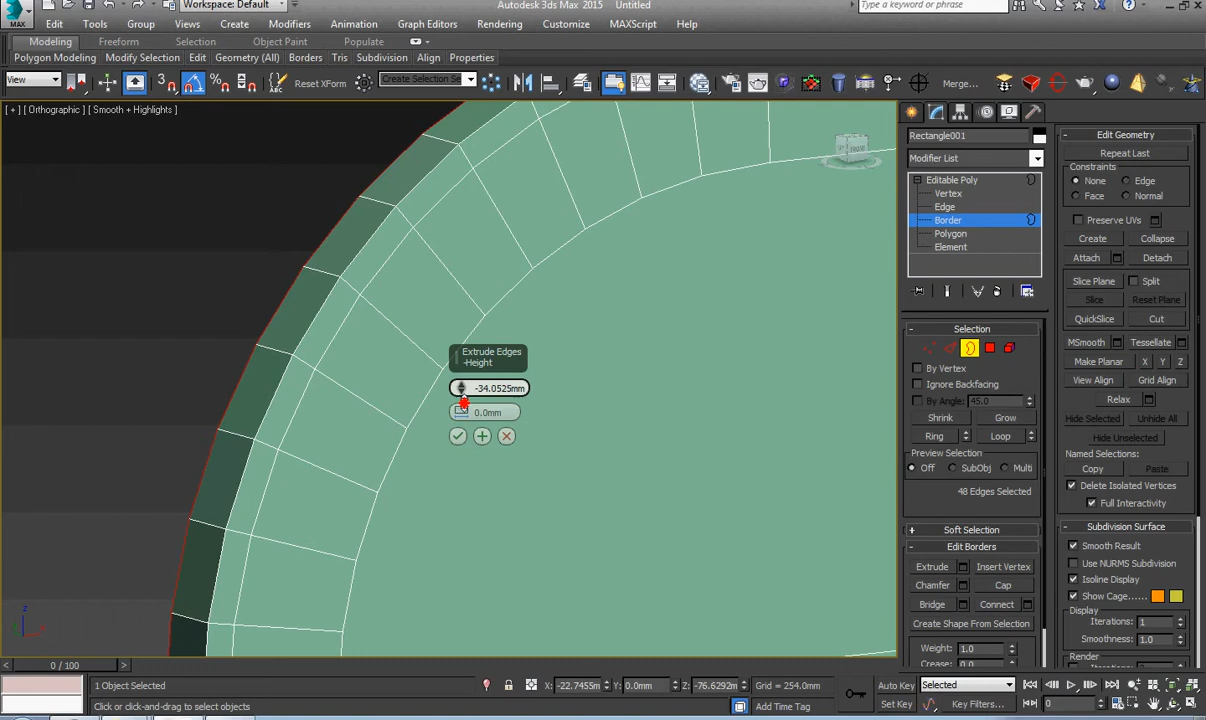 Workspace: Default
Autodesk 3ds Max 2015
Untitled
Type a keyword or phrase
MAX
Edit Tools Group Views Create Modifiers Animation Graph Editors Rendering Customize MAXScript Help
Modeling Freeform Selection Object Paint Populate
Polygon Modeling Modify Selection Edit Geometry (All) Borders Tris Subdivision Loops Align Properties
View
Reset XForm
Create Selection Se
Merge...
[ + ] [ Orthographic ] [ Smooth + Highlights ]
FRONT
Rectangle001
Modifier List
Editable Poly
Vertex
Edge
Border
Polygon
Element
Selection
By Vertex
Ignore Backfacing
By Angle: 45.0
Shrink Grow
Ring Loop
Preview Selection
Off SubObj Multi
48 Edges Selected
Soft Selection
Edit Borders
Extrude Insert Vertex
Chamfer Cap
Bridge Connect
Create Shape From Selection
Weight: 1.0
Crease: 0.0
Edit Geometry
Repeat Last
Constraints
None Edge
Face Normal
Preserve UVs
Create Collapse
Attach Detach
Slice Plane Split
Slice Reset Plane
QuickSlice Cut
MSmooth Tessellate
Make Planar X Y Z
View Align Grid Align
Relax
Hide Selected Unhide All
Hide Unselected
Named Selections:
Copy Paste
Delete Isolated Vertices
Full Interactivity
Subdivision Surface
Smooth Result
Use NURMS Subdivision
Isoline Display
Show Cage......
Display
Iterations: 1
Smoothness: 1.0
Render
Extrude Edges
-Height
-34.0525mm
0.0mm
z
0 / 100
1 Object Selected
X: -22.7455m Y: 0.0mm Z: -76.6292m Grid = 254.0mm
Auto Key Selected
Click or click-and-drag to select objects
Add Time Tag
Set Key Key Filters... 0